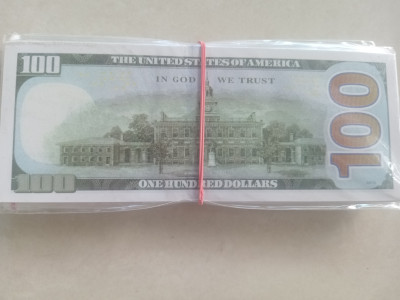 100 THE UNITED STATES OF AMERICA
IN GOD WE TRUST
100
100 ONE HUNDRED DOLLARS